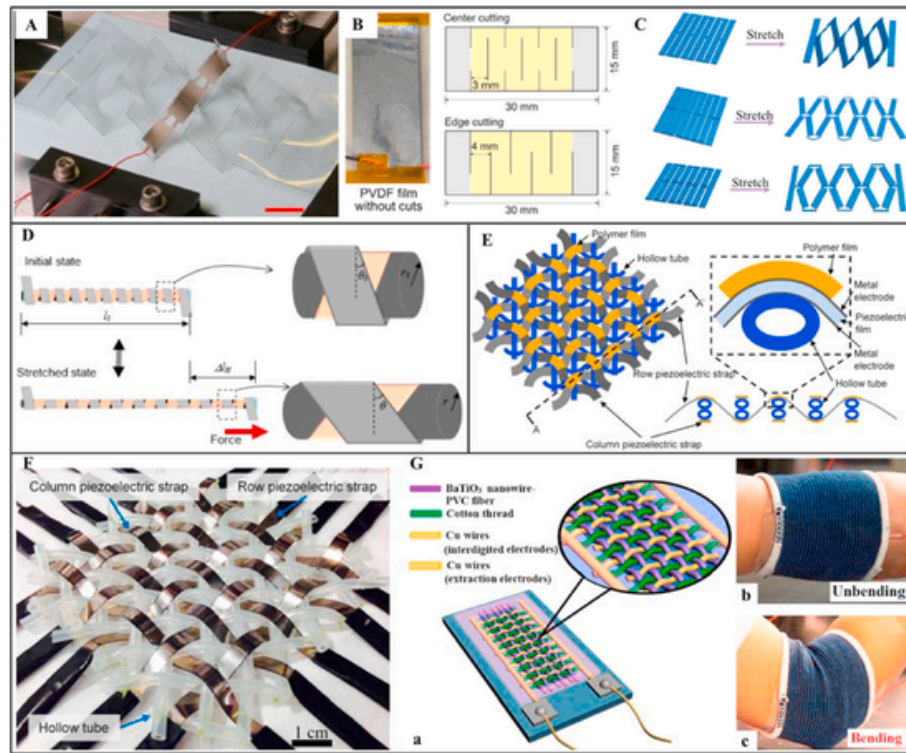 A
B
PVDF film
without cuts
Center cutting
3 mm
15 mm
30 mm
Edge cutting
4 mm
15 mm
30 mm
C
Stretch
Stretch
Stretch
D
Initial state
l₀
θ₀
Stretched state
Force
θ
r
E
Polymer film
Hollow tube
Polymer film
Metal
electrode
Piezoelectric
film
Metal
electrode
Hollow tube
Row piezoelectric
strap
A
A'
Column piezoelectric strap
F
Column piezoelectric strap
Row piezoelectric strap
Hollow tube
1 cm
G
BaTiO₃ nanowire-
PVC fiber
Cotton thread
Cu wires
(interdigited electrodes)
Cu wires
(extraction electrodes)
a
Unbending
b
Bending
c